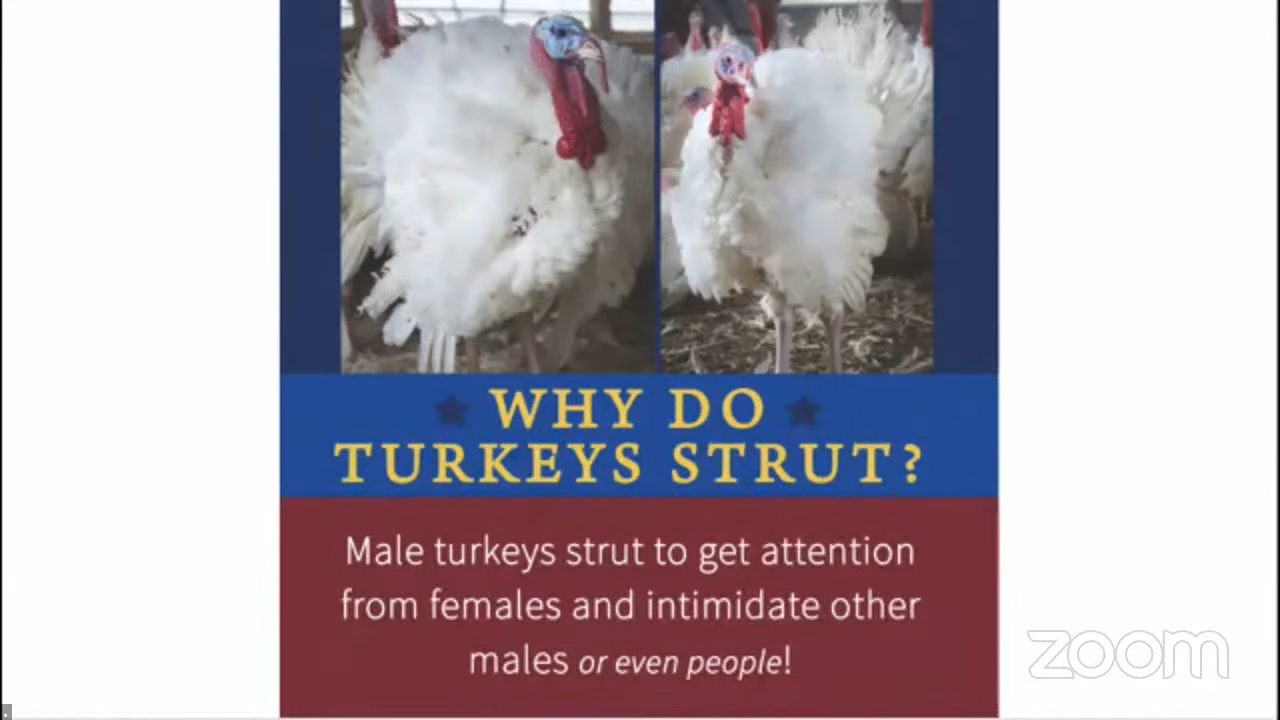 WHY DO
TURKEYS STRUT?
Male turkeys strut to get attention
from females and intimidate other
males or even people!
zoom